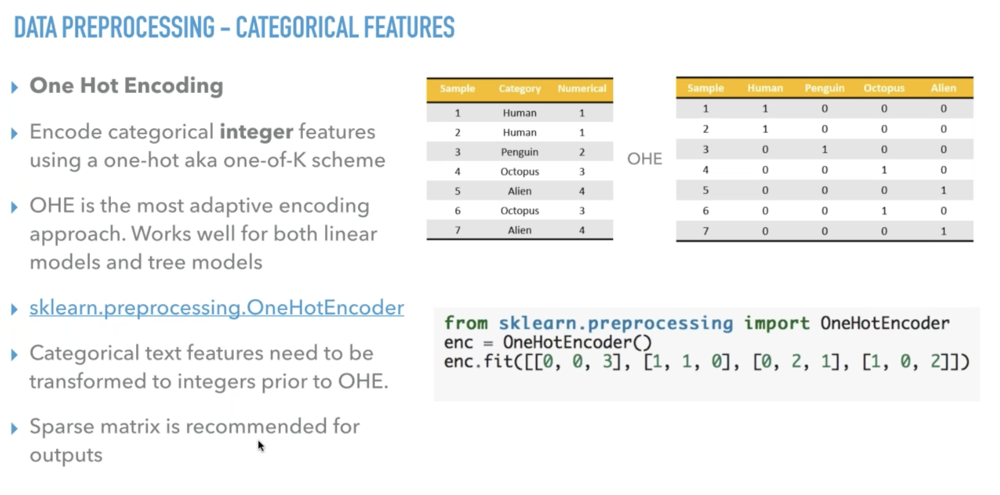 DATA PREPROCESSING – CATEGORICAL FEATURES
One Hot Encoding
Encode categorical integer features
using a one-hot aka one-of-K scheme
OHE is the most adaptive encoding
approach. Works well for both linear
models and tree models
sklearn.preprocessing.OneHotEncoder
Categorical text features need to be
transformed to integers prior to OHE.
Sparse matrix is recommended for
outputs
Sample Category Numerical
1 Human 1
2 Human 1
3 Penguin 2
4 Octopus 3
5 Alien 4
6 Octopus 3
7 Alien 4
OHE
Sample Human Penguin Octopus Alien
1 1 0 0 0
2 1 0 0 0
3 0 1 0 0
4 0 0 1 0
5 0 0 0 1
6 0 0 1 0
7 0 0 0 1
from sklearn.preprocessing import OneHotEncoder
enc = OneHotEncoder()
enc.fit([[0, 0, 3], [1, 1, 0], [0, 2, 1], [1, 0, 2]])